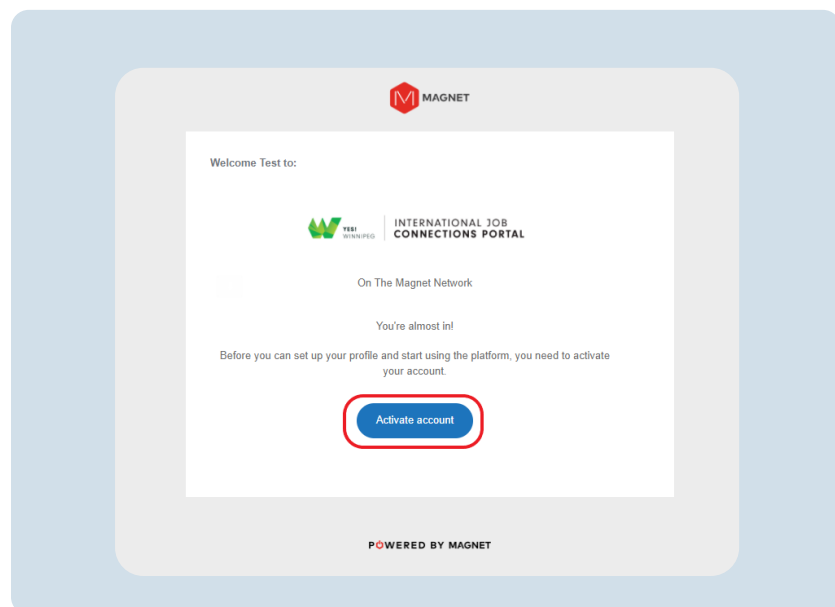 MAGNET
Welcome Test to:
YES! WINNIPEG
INTERNATIONAL JOB
CONNECTIONS PORTAL
On The Magnet Network
You're almost in!
Before you can set up your profile and start using the platform, you need to activate
your account.
Activate account
POWERED BY MAGNET